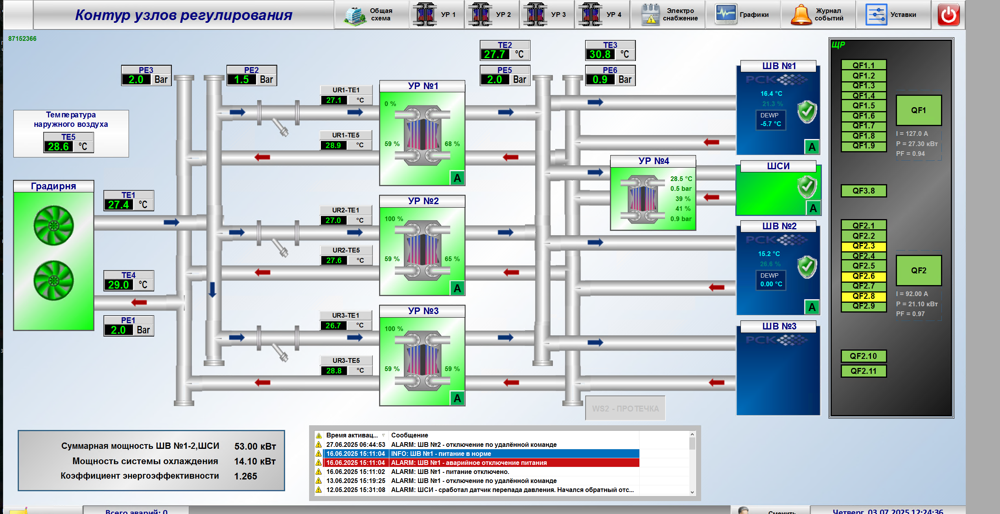 Контур узлов регулирования
Общая
схема
УР 1
УР 2
УР 3
УР 4
Электро
снабжение
Графики
Журнал
событий
Уставки
87152366
TE2
27.7 °C
TE3
30.8 °C
ЩР
PE3
2.0 Bar
PE2
1.5 Bar
PE5
2.0 Bar
PE6
0.9 Bar
Температура
наружного воздуха
TE5
28.6 °C
UR1-TE1
27.1 °C
UR1-TE5
28.9 °C
УР №1
0 %
59 %
68 %
A
ШВ №1
РСК
16.4 °C
21.3 %
DEWP
-5.7 °C
A
УР №4
28.5 °C
0.5 bar
39 %
41 %
0.9 bar
ШСИ
A
Градирня
TE1
27.4 °C
TE4
29.0 °C
PE1
2.0 Bar
UR2-TE1
27.0 °C
UR2-TE5
27.6 °C
УР №2
100 %
59 %
65 %
A
ШВ №2
РСК
15.2 °C
26.6 %
DEWP
0.00 °C
A
UR3-TE1
26.7 °C
UR3-TE5
28.8 °C
УР №3
100 %
59 %
59 %
A
ШВ №3
РСК
WS2 - ПРОТЕЧКА
QF1.1
QF1.2
QF1.3
QF1.4
QF1.5
QF1.6
QF1.7
QF1.8
QF1.9
QF1
I = 127.0 A
P = 27.30 кВт
PF = 0.94
QF3.8
QF2.1
QF2.2
QF2.3
QF2.4
QF2.5
QF2.6
QF2.7
QF2.8
QF2.9
QF2
I = 92.00 A
P = 21.10 кВт
PF = 0.97
QF2.10
QF2.11
Суммарная мощность ШВ №1-2,ШСИ 53.00 кВт
Мощность системы охлаждения 14.10 кВт
Коэффициент энергоэффективности 1.265
Время активац... Сообщение
27.06.2025 06:44:53 ALARM: ШВ №2 - отключение по удалённой команде
16.06.2025 15:11:04 INFO: ШВ №1 - питание в норме
16.06.2025 15:11:04 ALARM: ШВ №1 - аварийное отключение питания
16.06.2025 15:11:02 ALARM: ШВ №1 - питание отключено.
13.06.2025 15:19:25 ALARM: ШВ №1 - отключение по удалённой команде
12.05.2025 15:31:08 ALARM: ШСИ - сработал датчик перепада давления. Начался обратный отс...
Всего аварий: 0
Сменить
Четверг, 03.07.2025 12:24:36